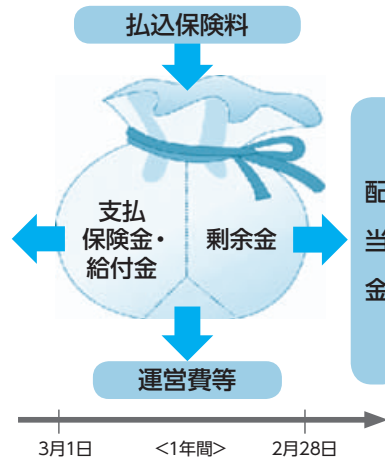 払込保険料
支払
保険金・
給付金
剰余金
配
当
金
運営費等
3月1日
<1年間>
2月28日